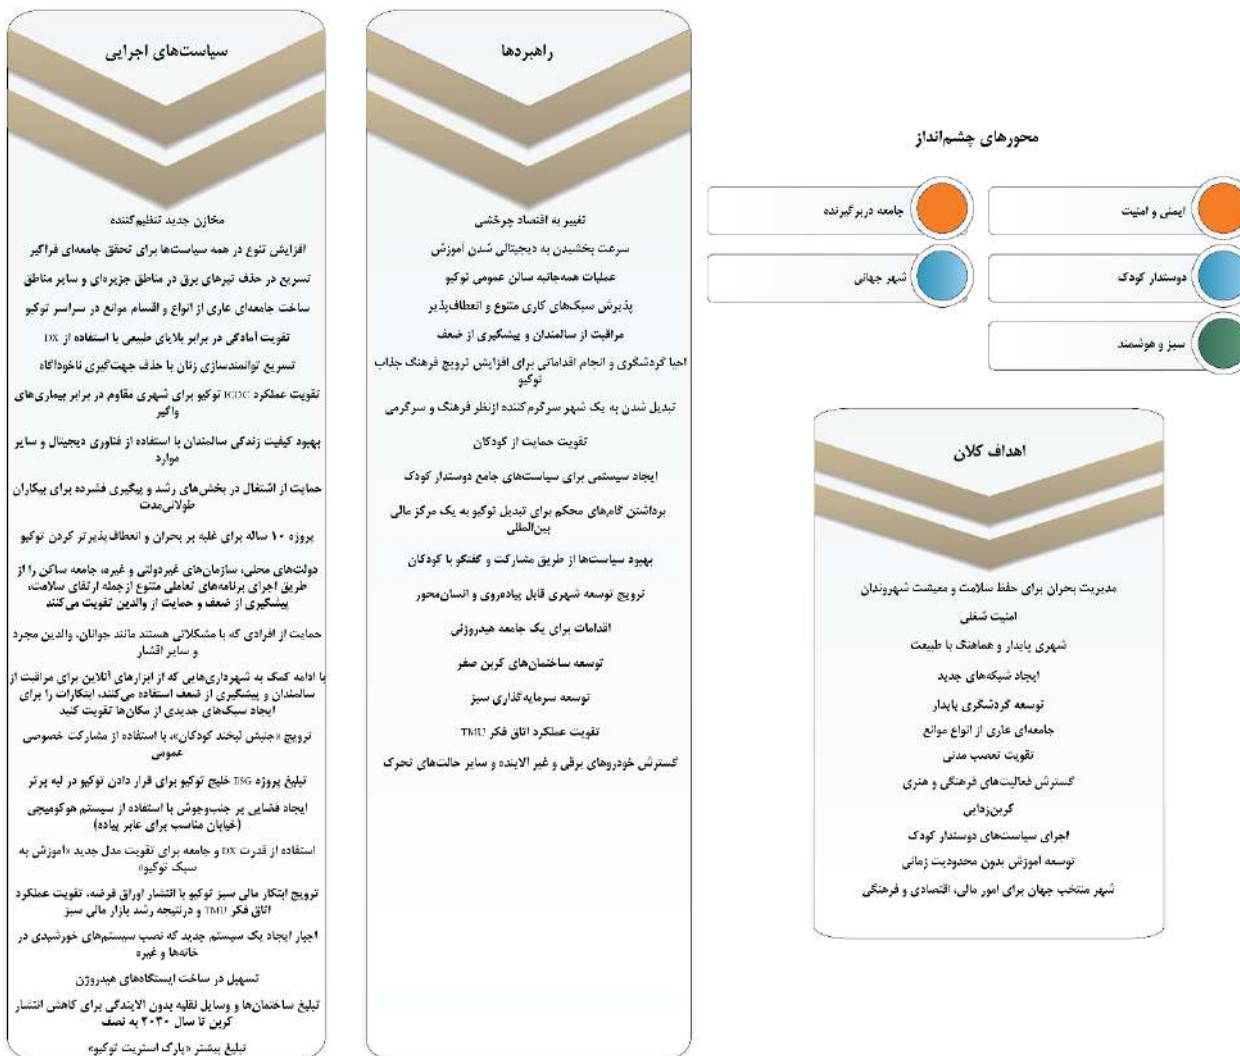 محورهای چشم‌انداز
ایمنی و امنیت
جامعه دربرگیرنده
دوستدار کودک
شهر جهانی
سبز و هوشمند
اهداف کلان
مدیریت بحران برای حفظ سلامت و معیشت شهروندان
امنیت شغلی
شهری پایدار و هماهنگ با طبیعت
ایجاد شبکه‌های جدید
توسعه گردشگری پایدار
جامعه‌ای عاری از انواع موانع
تقویت تعصب مدنی
گسترش فعالیت‌های فرهنگی و هنری
کربن‌زدایی
اجرای سیاست‌های دوستدار کودک
توسعه آموزش بدون محدودیت زمانی
شهر منتخب جهان برای امور مالی، اقتصادی و فرهنگی
راهبردها
تغییر به اقتصاد چرخشی
سرعت بخشیدن به دیجیتالی شدن آموزش
عملیات همه‌جانبه سالن عمومی توکیو
پذیرش سبک‌های کاری متنوع و انعطاف‌پذیر
مراقبت از سالمندان و پیشگیری از ضعف
احیا گردشگری و انجام اقداماتی برای افزایش ترویج فرهنگ جذاب
توکیو
تبدیل شدن به یک شهر سرگرم‌کننده ازنظر فرهنگ و سرگرمی
تقویت حمایت از کودکان
ایجاد سیستمی برای سیاست‌های جامع دوستدار کودک
برداشتن گام‌های محکم برای تبدیل توکیو به یک مرکز مالی
بین‌المللی
بهبود سیاست‌ها از طریق مشارکت و گفتگو با کودکان
ترویج توسعه شهری قابل پیاده‌روی و انسان‌محور
اقدامات برای یک جامعه هیدروژنی
توسعه ساختمان‌های کربن صفر
توسعه سرمایه‌گذاری سبز
تقویت عملکرد اتاق فکر TMU
گسترش خودروهای برقی و غیر آلاینده و سایر حالت‌های تحرک
سیاست‌های اجرایی
مخازن جدید تنظیم‌کننده
افزایش تنوع در همه سیاست‌ها برای تحقق جامعه‌ای فراگیر
تسریع در حذف تیرهای برق در مناطق جزیره‌ای و سایر مناطق
ساخت جامعه‌ای عاری از انواع و اقسام موانع در سراسر توکیو
تقویت آمادگی در برابر بلایای طبیعی با استفاده از DX
تسریع توانمندسازی زنان با حذف جهت‌گیری ناخودآگاه
تقویت عملکرد ICDC توکیو برای شهری مقاوم در برابر بیماری‌های
واگیر
بهبود کیفیت زندگی سالمندان با استفاده از فناوری دیجیتال و سایر
موارد
حمایت از اشتغال در بخش‌های رشد و پیگیری فشرده برای بیکاران
طولانی‌مدت
پروژه ۱۰ ساله برای غلبه بر بحران و انعطاف‌پذیرتر کردن توکیو
دولت‌های محلی، سازمان‌های غیردولتی و غیره، جامعه ساکن را از
طریق اجرای برنامه‌های تعاملی متنوع ازجمله ارتقای سلامت،
پیشگیری از ضعف و حمایت از والدین تقویت می‌کنند
حمایت از افرادی که با مشکلاتی هستند مانند جوانان، والدین مجرد
و سایر اقشار
با ادامه کمک به شهرداری‌هایی که از ابزارهای آنلاین برای مراقبت از
سالمندان و پیشگیری از ضعف استفاده می‌کنند، ابتکارات را برای
ایجاد سبک‌های جدیدی از مکان‌ها تقویت کنید
ترویج «جنبش لبخند کودکان»، با استفاده از مشارکت خصوصی
عمومی
تبلیغ پروژه ESG خلیج توکیو برای قرار دادن توکیو در لبه برتر
ایجاد فضایی پر جنب‌وجوش با استفاده از سیستم هوکومیچی
(خیابان مناسب برای عابر پیاده)
استفاده از قدرت DX و جامعه برای تقویت مدل جدید «آموزش به
سبک توکیو»
ترویج ابتکار مالی سبز توکیو با انتشار اوراق قرضه، تقویت عملکرد
اتاق فکر TMU و درنتیجه رشد بازار مالی سبز
اجبار ایجاد یک سیستم جدید که نصب سیستم‌های خورشیدی در
خانه‌ها و غیره
تسهیل در ساخت ایستگاه‌های هیدروژن
تبلیغ ساختمان‌ها و وسایل نقلیه بدون آلایندگی برای کاهش انتشار
کربن تا سال ۲۰۳۰ به نصف
تبلیغ بیشتر «پارک استریت توکیو»